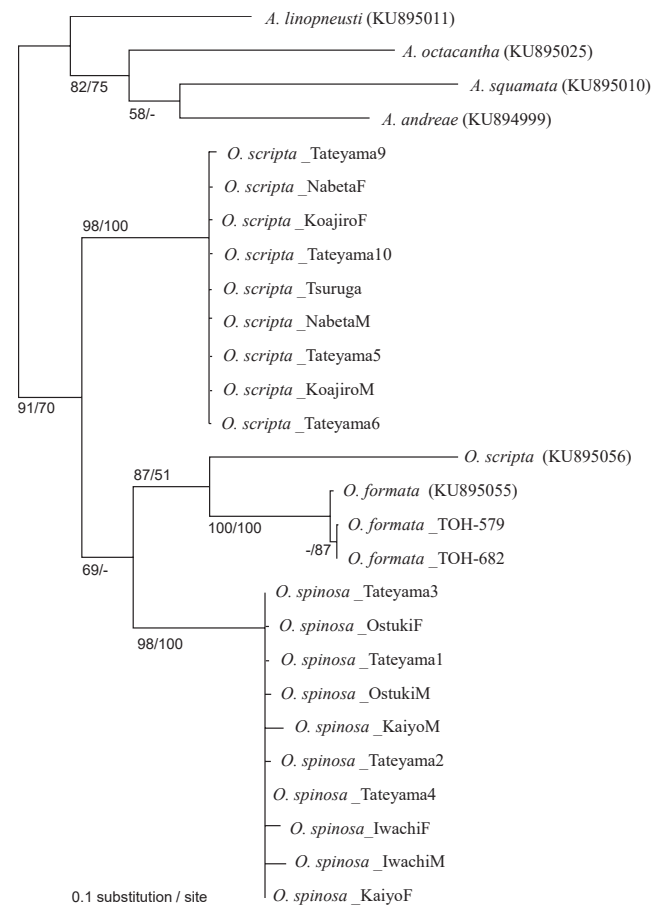 A. linopneusti (KU895011)
A. octacantha (KU895025)
82/75
A. squamata (KU895010)
58/-
A. andreae (KU894999)
O. scripta _Tateyama9
O. scripta _NabetaF
O. scripta _KoajiroF
98/100
O. scripta _Tateyama10
O. scripta _Tsuruga
O. scripta _NabetaM
O. scripta _Tateyama5
O. scripta _KoajiroM
91/70
O. scripta _Tateyama6
O. scripta (KU895056)
87/51
O. formata (KU895055)
100/100
O. formata _TOH-579
-/87
O. formata _TOH-682
69/-
O. spinosa _Tateyama3
O. spinosa _OstukiF
98/100
O. spinosa _Tateyama1
O. spinosa _OstukiM
O. spinosa _KaiyoM
O. spinosa _Tateyama2
O. spinosa _Tateyama4
O. spinosa_IwachiF
O. spinosa _IwachiM
O. spinosa _KaiyoF
0.1 substitution / site